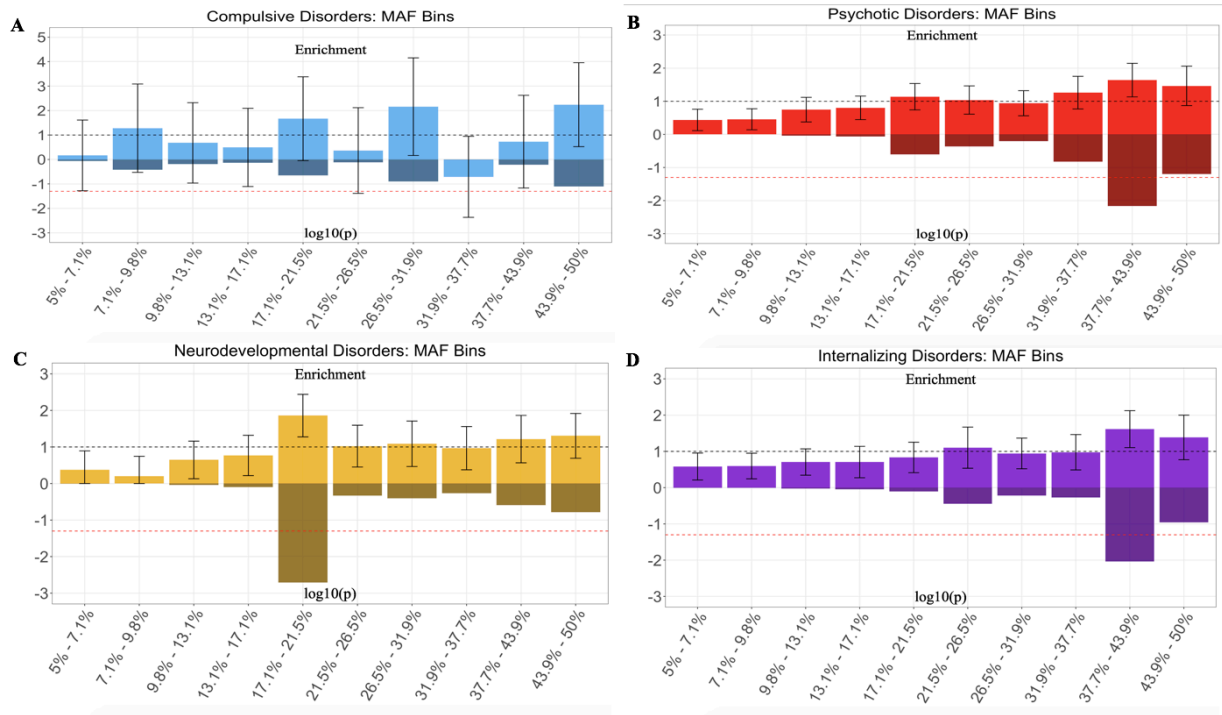 A
Compulsive Disorders: MAF Bins
Enrichment
5
4
3
2
1
0
-1
-2
-3
log10(p)
5% - 7.1%
7.1% - 9.8%
9.8% - 13.1%
13.1% - 17.1%
17.1% - 21.5%
21.5% - 26.5%
26.5% - 31.9%
31.9% - 37.7%
37.7% - 43.9%
43.9% - 50%
B
Psychotic Disorders: MAF Bins
Enrichment
3
2
1
0
-1
-2
-3
log10(p)
5% - 7.1%
7.1% - 9.8%
9.8% - 13.1%
13.1% - 17.1%
17.1% - 21.5%
21.5% - 26.5%
26.5% - 31.9%
31.9% - 37.7%
37.7% - 43.9%
43.9% - 50%
C
Neurodevelopmental Disorders: MAF Bins
Enrichment
3
2
1
0
-1
-2
-3
log10(p)
5% - 7.1%
7.1% - 9.8%
9.8% - 13.1%
13.1% - 17.1%
17.1% - 21.5%
21.5% - 26.5%
26.5% - 31.9%
31.9% - 37.7%
37.7% - 43.9%
43.9% - 50%
D
Internalizing Disorders: MAF Bins
Enrichment
3
2
1
0
-1
-2
-3
log10(p)
5% - 7.1%
7.1% - 9.8%
9.8% - 13.1%
13.1% - 17.1%
17.1% - 21.5%
21.5% - 26.5%
26.5% - 31.9%
31.9% - 37.7%
37.7% - 43.9%
43.9% - 50%